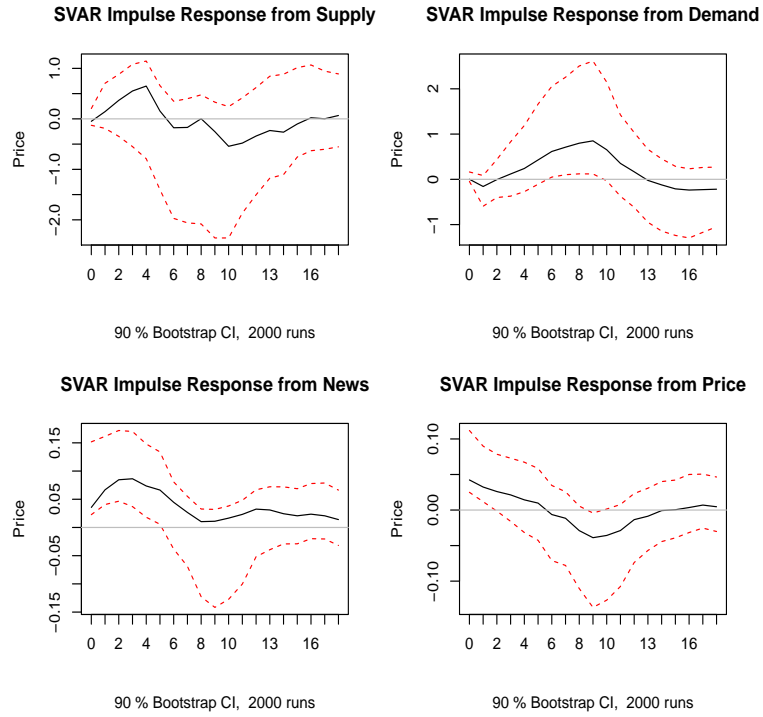 SVAR Impulse Response from Supply
Price
1.0
0.0
−1.0
−2.0
0 2 4 6 8 10 13 16
90 % Bootstrap CI, 2000 runs
SVAR Impulse Response from Demand
Price
2
1
0
−1
0 2 4 6 8 10 13 16
90 % Bootstrap CI, 2000 runs
SVAR Impulse Response from News
Price
0.15
0.05
−0.05
−0.15
0 2 4 6 8 10 13 16
90 % Bootstrap CI, 2000 runs
SVAR Impulse Response from Price
Price
0.10
0.00
−0.10
0 2 4 6 8 10 13 16
90 % Bootstrap CI, 2000 runs